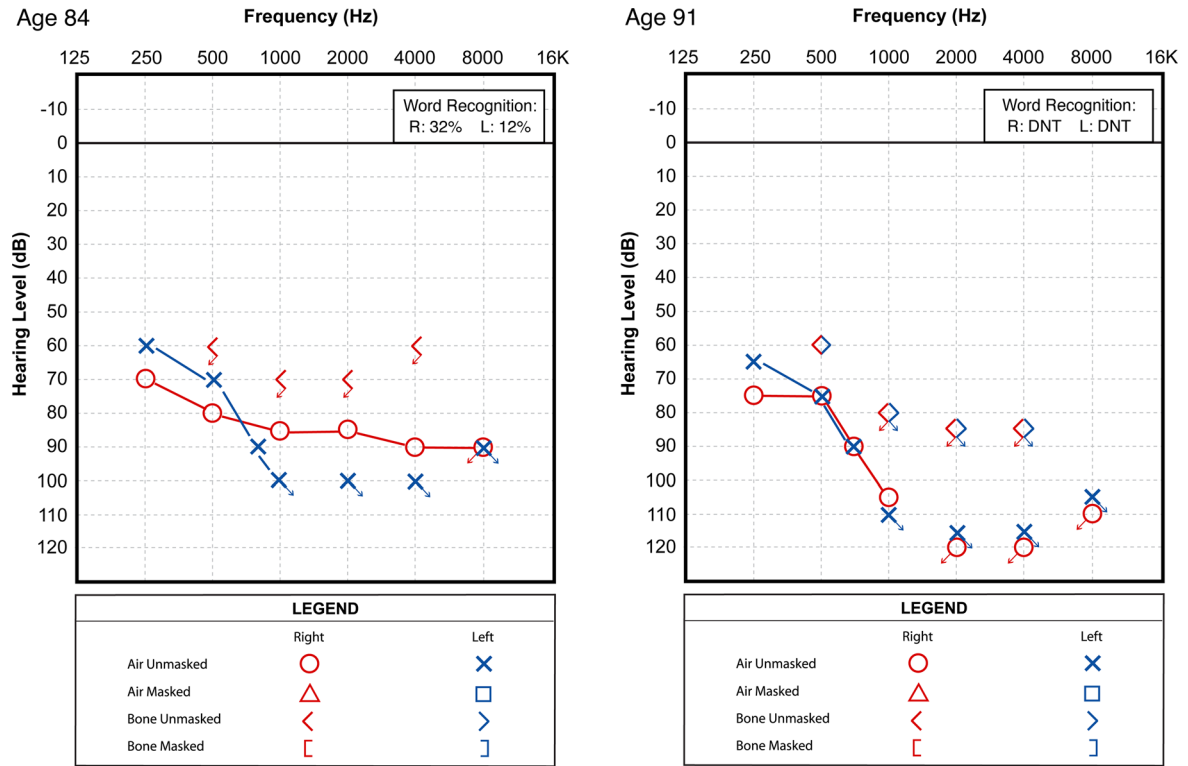 Age 84
Frequency (Hz)
125 250 500 1000 2000 4000 8000 16K
Word Recognition:
R: 32% L: 12%
Hearing Level (dB)
-10
0
10
20
30
40
50
60
70
80
90
100
110
120
LEGEND
Right Left
Air Unmasked
Air Masked
Bone Unmasked
Bone Masked
Age 91
Frequency (Hz)
125 250 500 1000 2000 4000 8000 16K
Word Recognition:
R: DNT L: DNT
Hearing Level (dB)
-10
0
10
20
30
40
50
60
70
80
90
100
110
120
LEGEND
Right Left
Air Unmasked
Air Masked
Bone Unmasked
Bone Masked